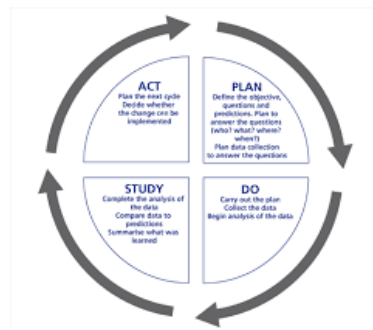 ACT
Plan the next cycle
Decide whether
the change can be
implemented
PLAN
Define the objective,
questions and
predictions. Plan to
answer the questions
(who? what? where?
when?)
Plan data collection
to answer the questions
STUDY
Complete the analysis of
the data
Compare data to
predictions
Summarise what was
learned
DO
Carry out the plan
Collect the data
Begin analysis of the data